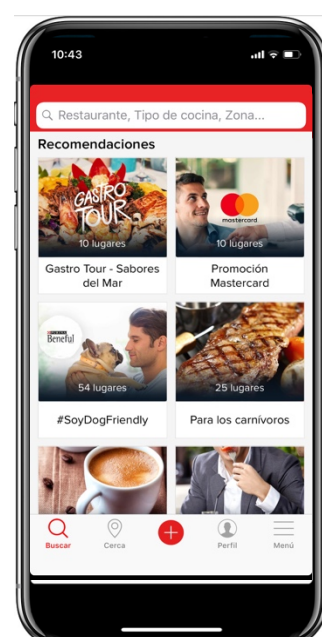 10:43
Restaurante, Tipo de cocina, Zona...
Recomendaciones
GASTRO
TOUR
10 lugares
Gastro Tour - Sabores
del Mar
mastercard
10 lugares
Promoción
Mastercard
Beneful
54 lugares
#SoyDogFriendly
25 lugares
Para los carnívoros
Buscar
Cerca
Perfil
Menú